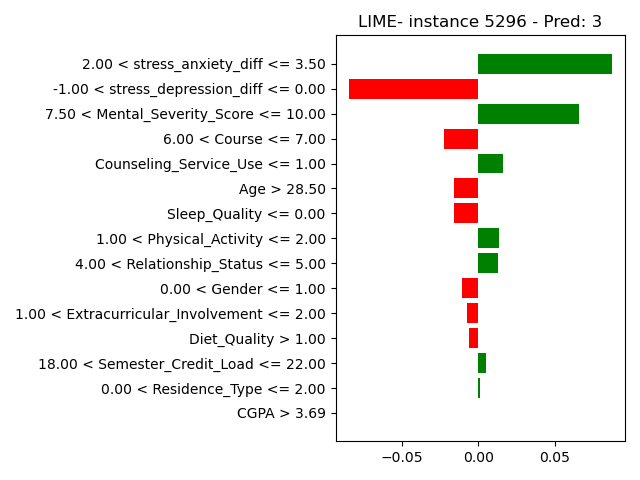 LIME- instance 5296 - Pred: 3
2.00 < stress_anxiety_diff <= 3.50
-1.00 < stress_depression_diff <= 0.00
7.50 < Mental_Severity_Score <= 10.00
6.00 < Course <= 7.00
Counseling_Service_Use <= 1.00
Age > 28.50
Sleep_Quality <= 0.00
1.00 < Physical_Activity <= 2.00
4.00 < Relationship_Status <= 5.00
0.00 < Gender <= 1.00
1.00 < Extracurricular_Involvement <= 2.00
Diet_Quality > 1.00
18.00 < Semester_Credit_Load <= 22.00
0.00 < Residence_Type <= 2.00
CGPA > 3.69
−0.05 0.00 0.05